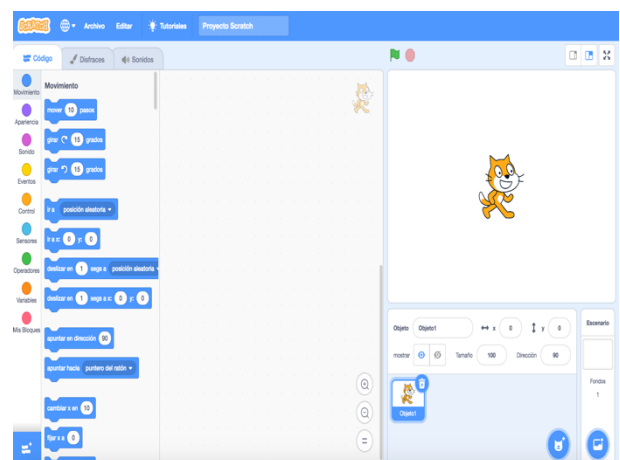 SCRATCH Archivo Editar Tutoriales Proyecto Scratch
Código Disfraces Sonidos
Movimiento
Apariencia
Sonido
Eventos
Control
Sensores
Operadores
Variables
Mis Bloques
Movimiento
mover 10 pasos
girar 15 grados
girar 15 grados
ir a posición aleatoria
ir a x: 0 y: 0
deslizar en 1 segs a posición aleatoria
deslizar en 1 segs a x: 0 y: 0
apuntar en dirección 90
apuntar hacia puntero del ratón
cambiar x en 10
fijar x a 0
Objeto Objeto1 x 0 y 0
mostrar Tamaño 100 Dirección 90
Objeto1
Escenario
Fondos
1